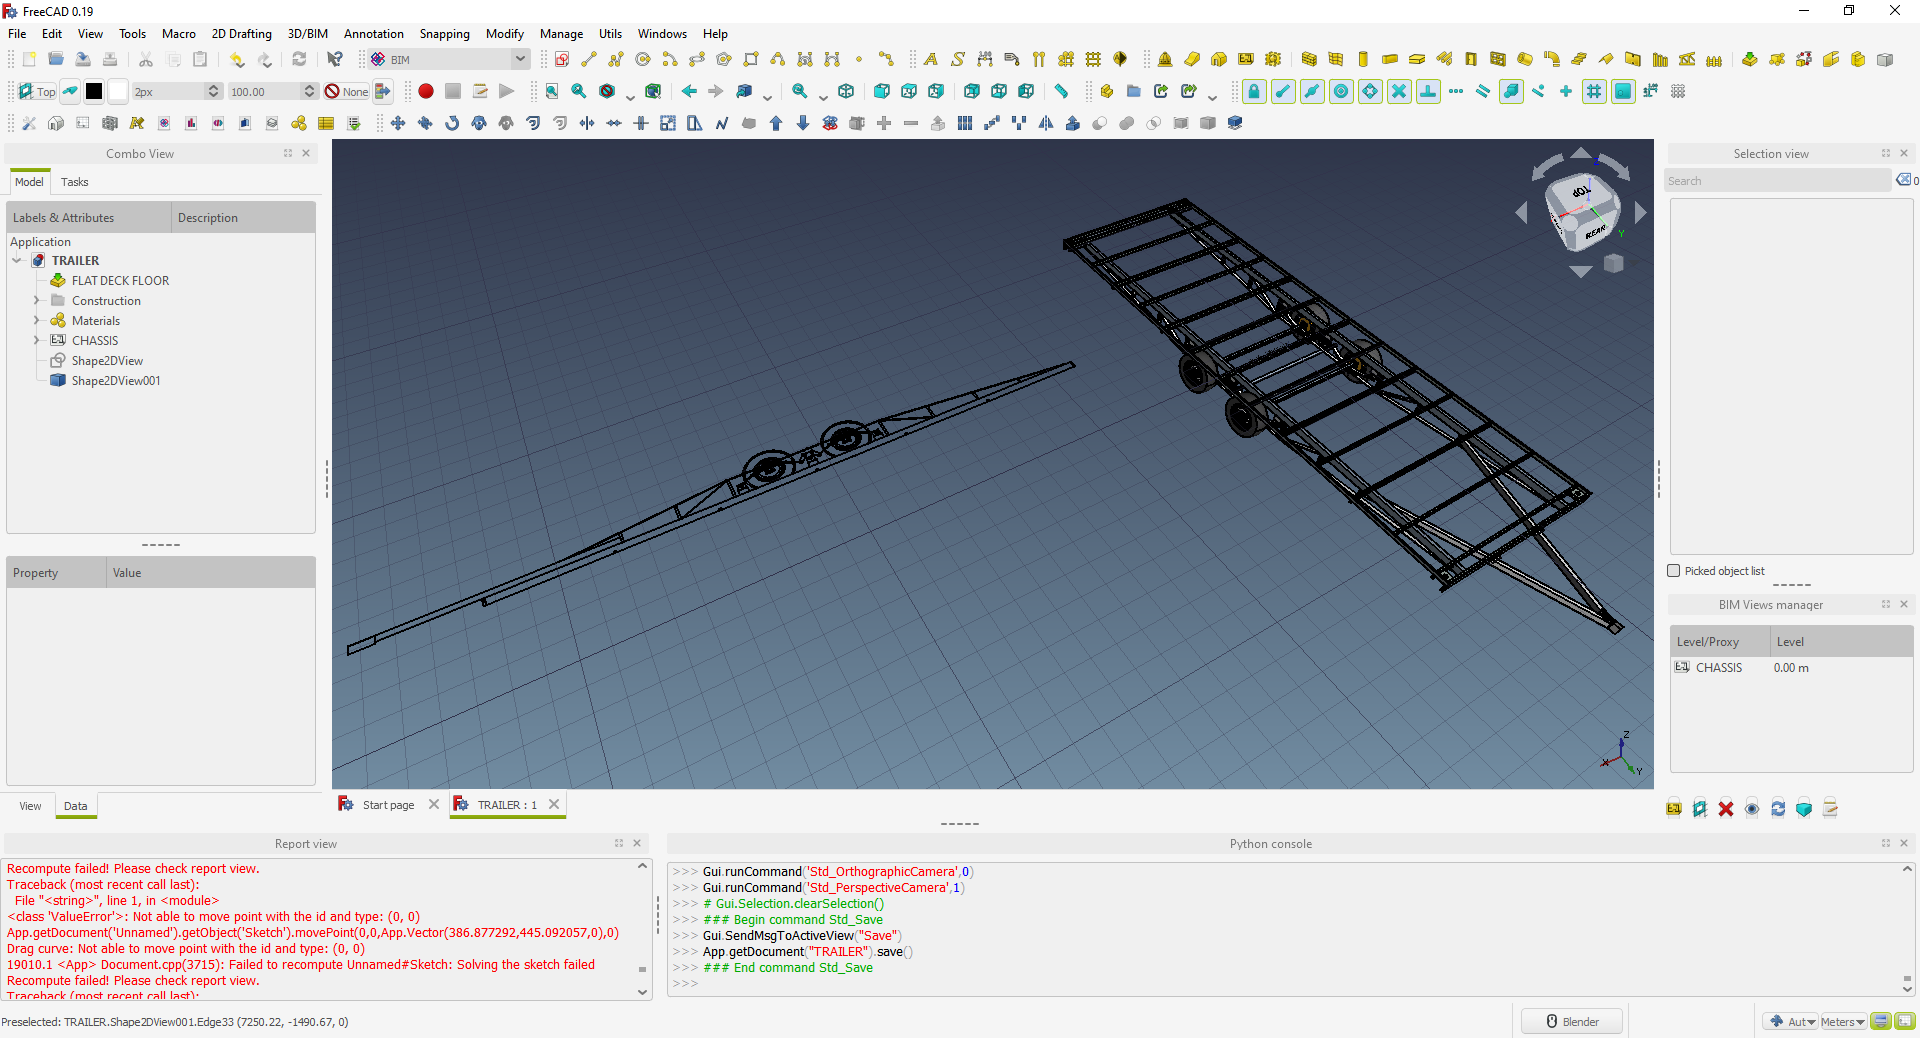 FreeCAD 0.19
File Edit View Tools Macro 2D Drafting 3D/BIM Annotation Snapping Modify Manage Utils Windows Help
BIM
Top 2px 100.00 None
Combo View
Model Tasks
Labels & Attributes Description
Application
TRAILER
FLAT DECK FLOOR
Construction
Materials
CHASSIS
Shape2DView
Shape2DView001
Property Value
View Data
TOP
REAR
Z
Y
Z
X
Y
Start page TRAILER : 1
Selection view
Search 0
Picked object list
BIM Views manager
Level/Proxy Level
CHASSIS 0.00 m
Report view
Recompute failed! Please check report view.
Traceback (most recent call last):
File "<string>", line 1, in <module>
<class 'ValueError'>: Not able to move point with the id and type: (0, 0)
App.getDocument('Unnamed').getObject('Sketch').movePoint(0,0,App.Vector(386.877292,445.092057,0),0)
Drag curve: Not able to move point with the id and type: (0, 0)
19010.1 <App> Document.cpp(3715): Failed to recompute Unnamed#Sketch: Solving the sketch failed
Recompute failed! Please check report view.
Traceback (most recent call last):
Python console
>>> Gui.runCommand('Std_OrthographicCamera',0)
>>> Gui.runCommand('Std_PerspectiveCamera',1)
>>> # Gui.Selection.clearSelection()
>>> ### Begin command Std_Save
>>> Gui.SendMsgToActiveView("Save")
>>> App.getDocument("TRAILER").save()
>>> ### End command Std_Save
>>>
Preselected: TRAILER.Shape2DView001.Edge33 (7250.22, -1490.67, 0)
Blender
Aut Meters